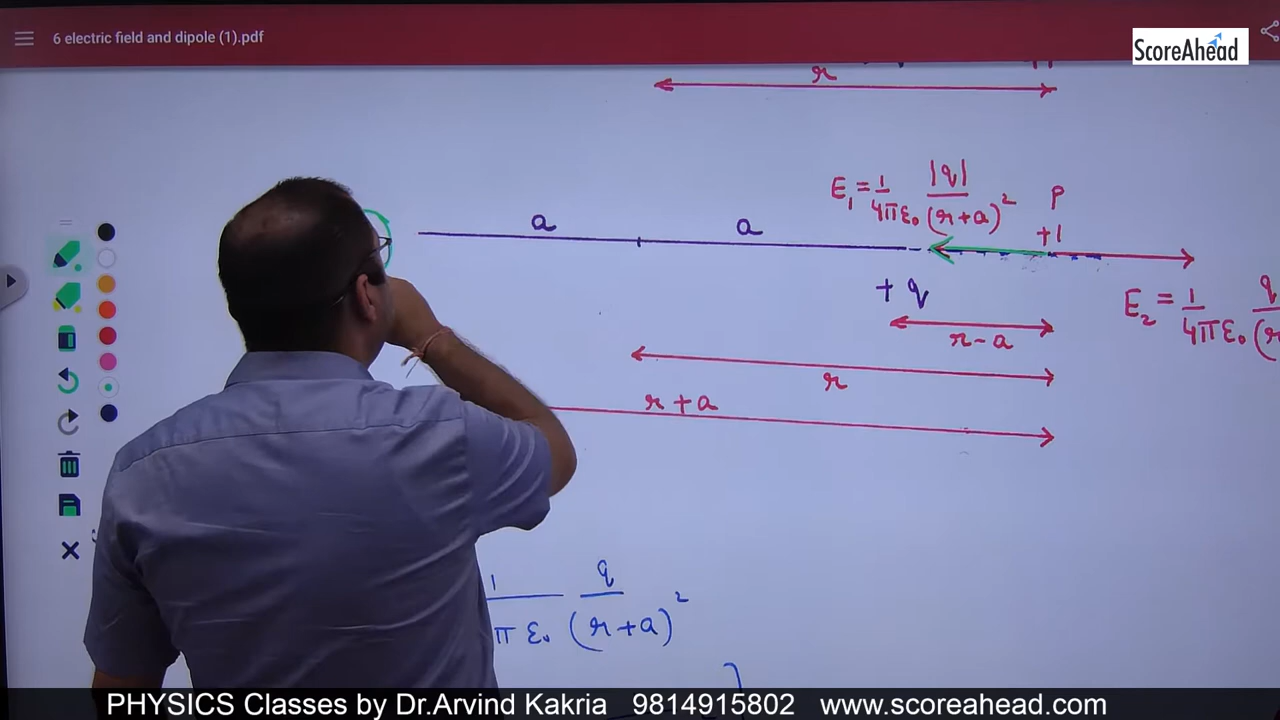 6 electric field and dipole (1).pdf
ScoreAhead
r
E₁ = 1/4πε₀ |q|/(r+a)²
P
+1
a
a
+ q
E₂ = 1/4πε₀ q/(r
r-a
r
r+a
1/πε₀ q/(r+a)²
PHYSICS Classes by Dr.Arvind Kakria 9814915802 www.scoreahead.com